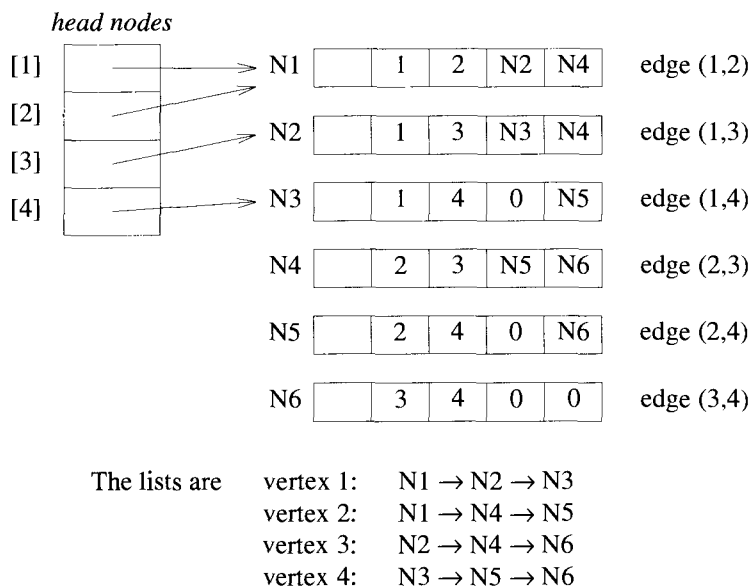 head nodes
[1] N1 1 2 N2 N4 edge (1,2)
[2]
N2 1 3 N3 N4 edge (1,3)
[3]
[4] N3 1 4 0 N5 edge (1,4)
N4 2 3 N5 N6 edge (2,3)
N5 2 4 0 N6 edge (2,4)
N6 3 4 0 0 edge (3,4)
The lists are vertex 1: N1 → N2 → N3
vertex 2: N1 → N4 → N5
vertex 3: N2 → N4 → N6
vertex 4: N3 → N5 → N6